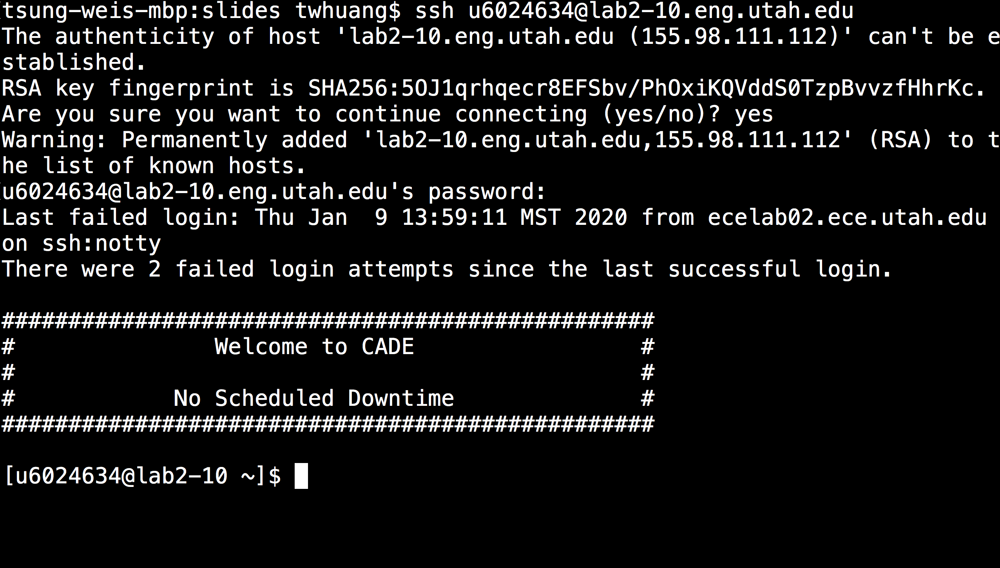 tsung-weis-mbp:slides twhuang$ ssh u6024634@lab2-10.eng.utah.edu
The authenticity of host 'lab2-10.eng.utah.edu (155.98.111.112)' can't be e
stablished.
RSA key fingerprint is SHA256:5OJ1qrhqecr8EFSbv/PhOxiKQVddS0TzpBvvzfHhrKc.
Are you sure you want to continue connecting (yes/no)? yes
Warning: Permanently added 'lab2-10.eng.utah.edu,155.98.111.112' (RSA) to t
he list of known hosts.
u6024634@lab2-10.eng.utah.edu's password:
Last failed login: Thu Jan  9 13:59:11 MST 2020 from ecelab02.ece.utah.edu
on ssh:notty
There were 2 failed login attempts since the last successful login.

#################################################
#               Welcome to CADE                 #
#                                               #
#            No Scheduled Downtime              #
#################################################

[u6024634@lab2-10 ~]$